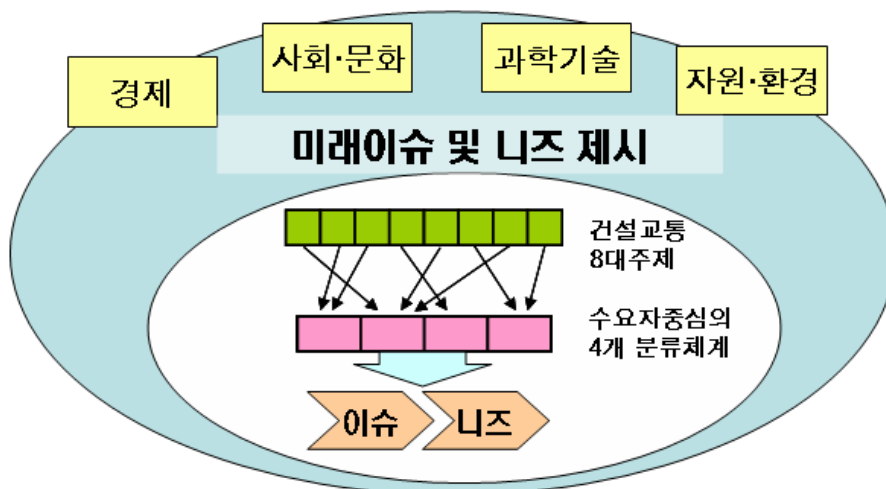 경제
사회·문화
과학기술
자원·환경
미래이슈 및 니즈 제시
건설교통
8대주제
수요자중심의
4개 분류체계
이슈
니즈